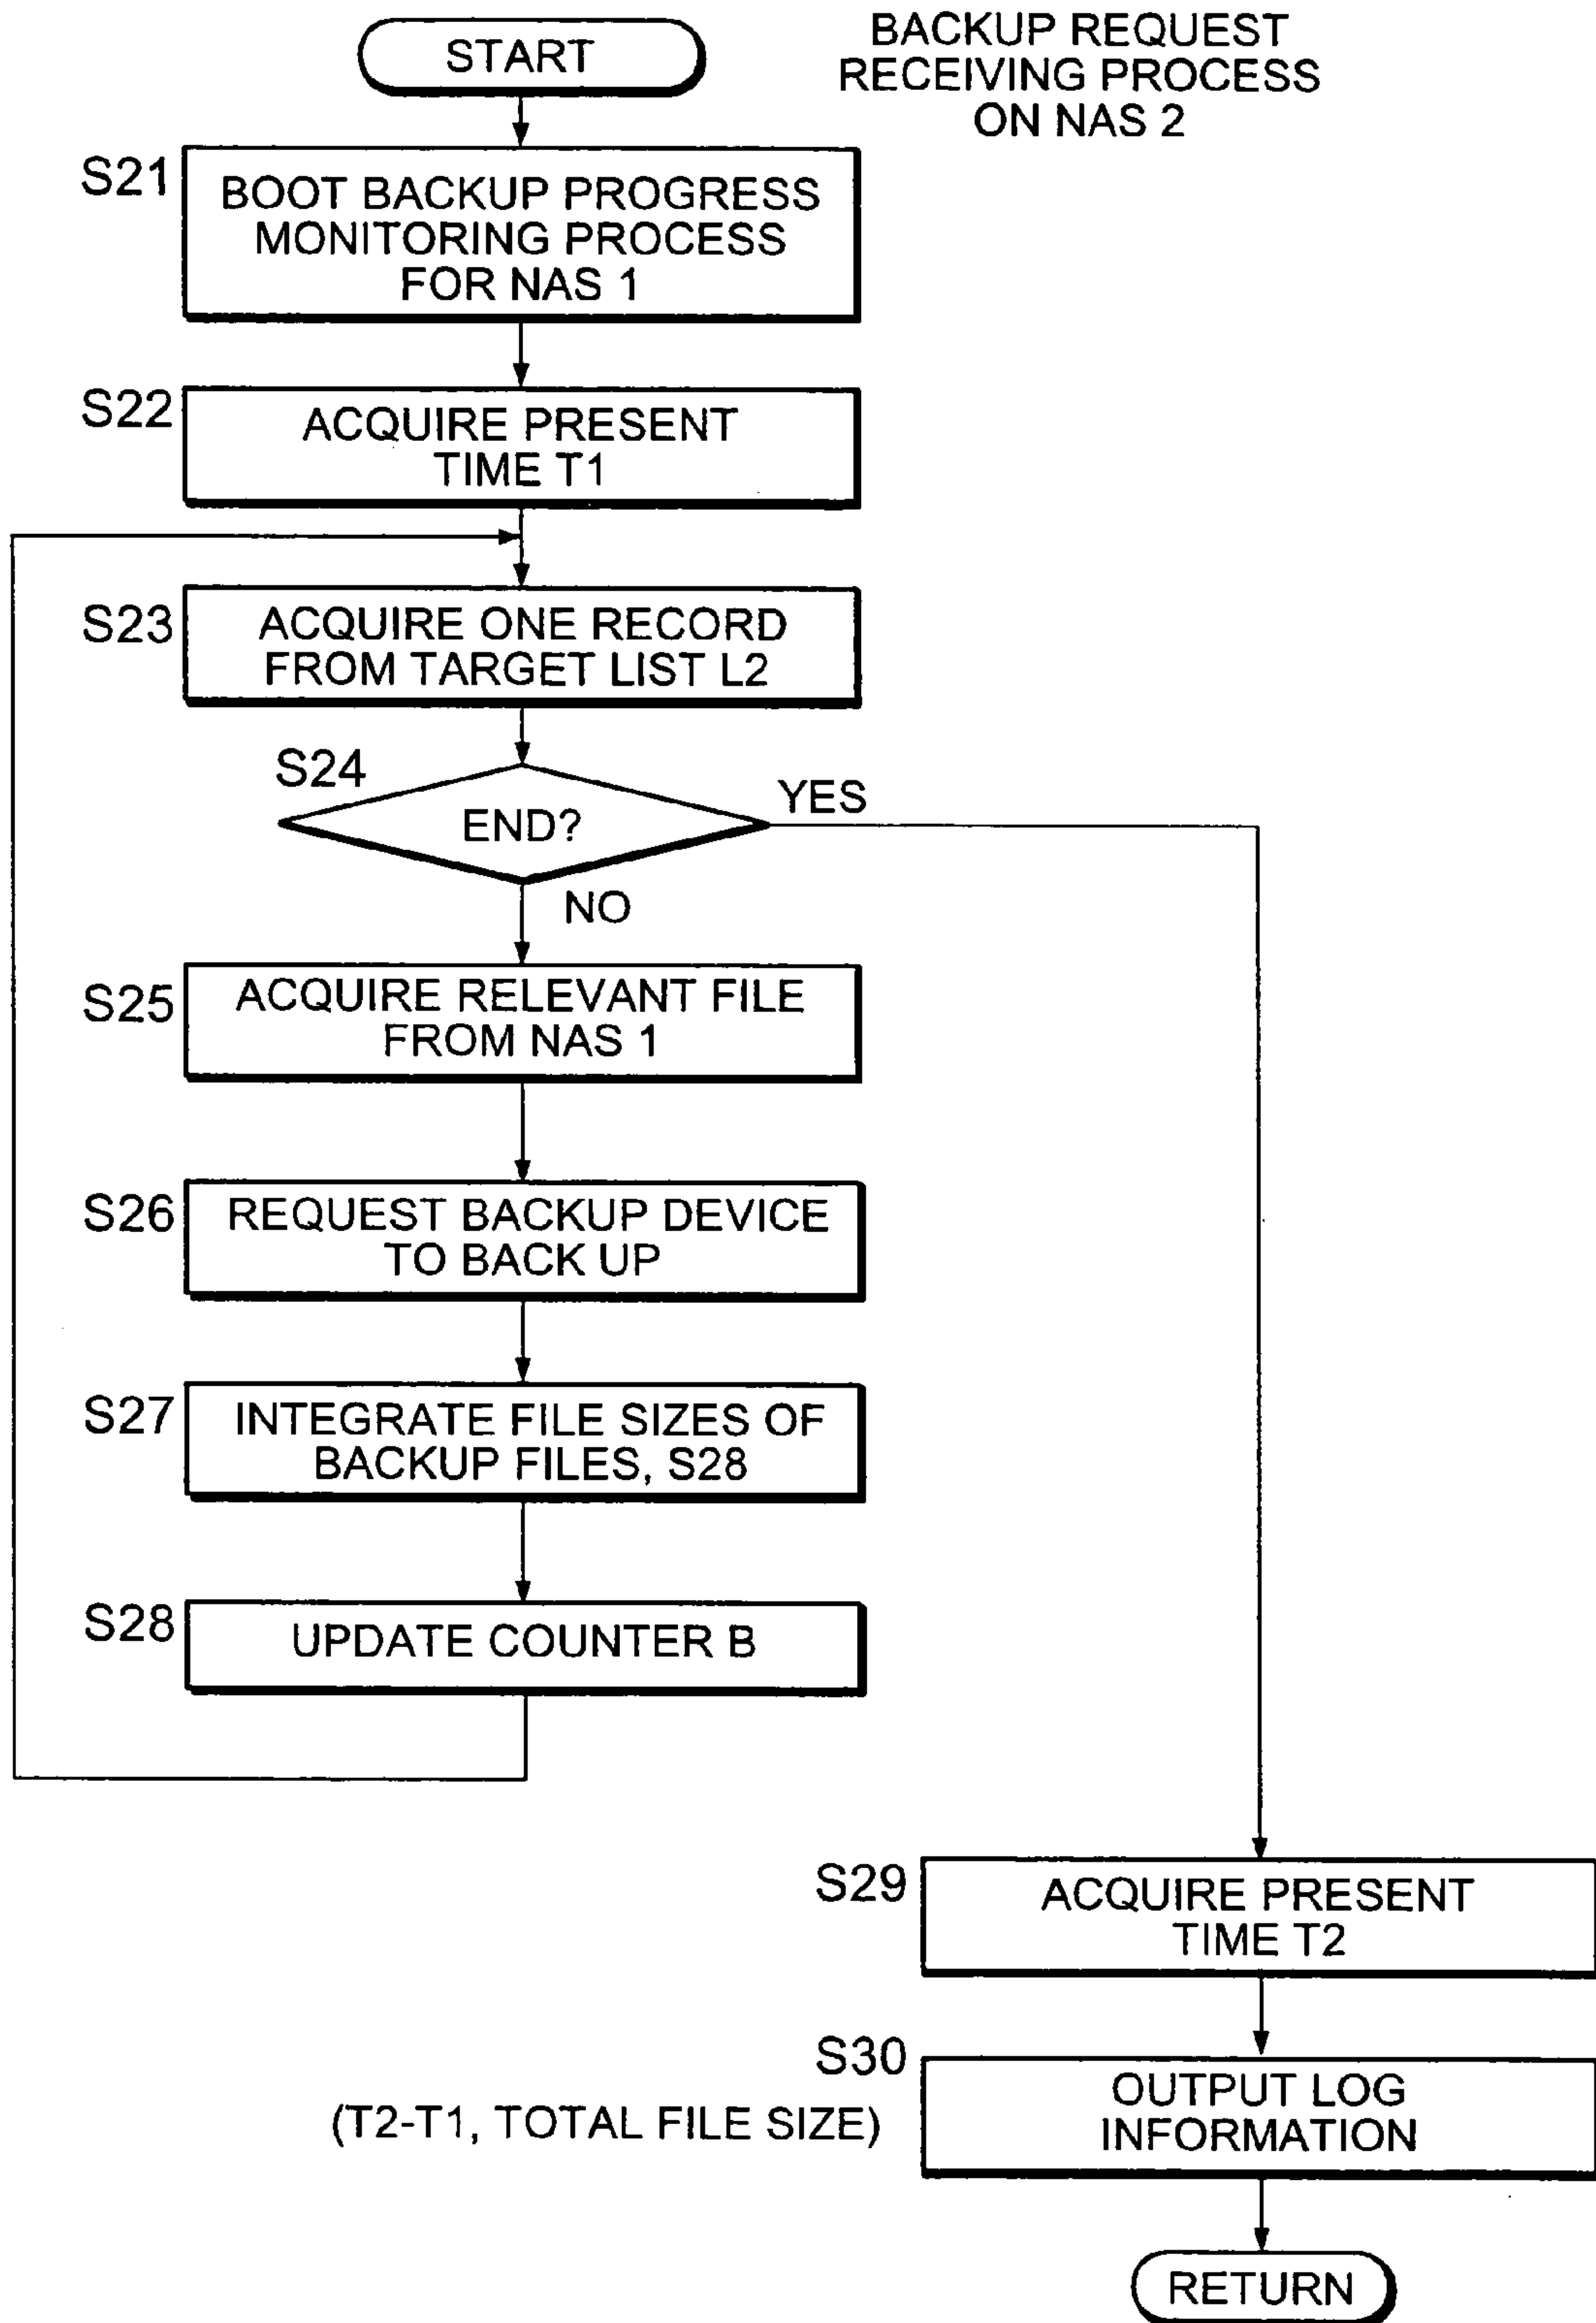 START
BACKUP REQUEST
RECEIVING PROCESS
ON NAS 2
S21
BOOT BACKUP PROGRESS
MONITORING PROCESS
FOR NAS 1
S22
ACQUIRE PRESENT
TIME T1
S23
ACQUIRE ONE RECORD
FROM TARGET LIST L2
S24
END?
YES
NO
S25
ACQUIRE RELEVANT FILE
FROM NAS 1
S26
REQUEST BACKUP DEVICE
TO BACK UP
S27
INTEGRATE FILE SIZES OF
BACKUP FILES, S28
S28
UPDATE COUNTER B
S29
ACQUIRE PRESENT
TIME T2
S30
(T2-T1, TOTAL FILE SIZE)
OUTPUT LOG
INFORMATION
RETURN